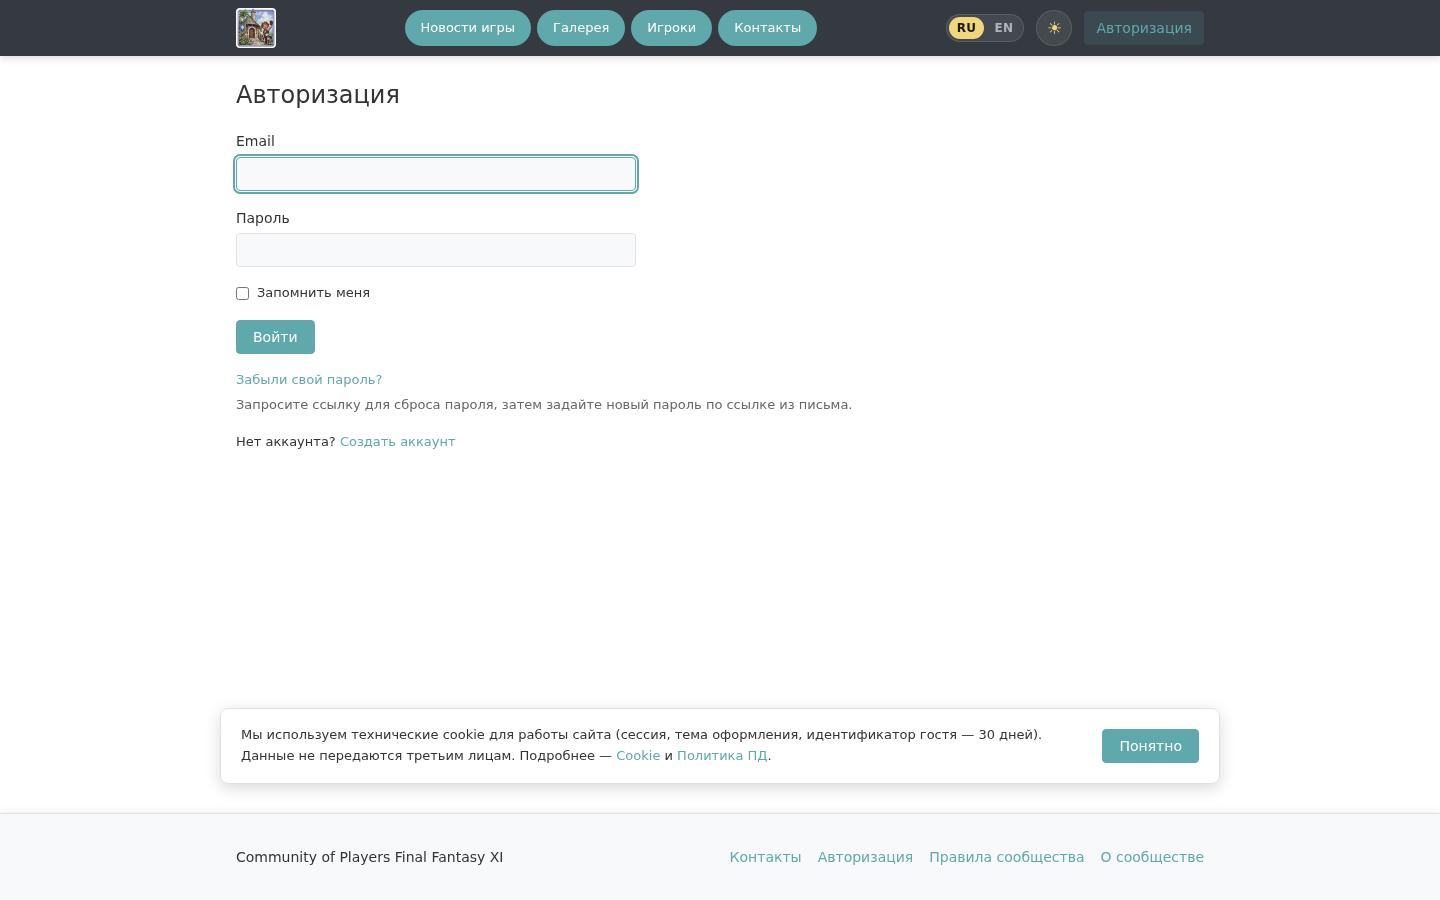 Новости игры
Галерея
Игроки
Контакты
RU
EN
Авторизация
Авторизация
Email
Пароль
Запомнить меня
Войти
Забыли свой пароль?
Запросите ссылку для сброса пароля, затем задайте новый пароль по ссылке из письма.
Нет аккаунта? Создать аккаунт
Мы используем технические cookie для работы сайта (сессия, тема оформления, идентификатор гостя — 30 дней).
Данные не передаются третьим лицам. Подробнее — Cookie и Политика ПД.
Понятно
Community of Players Final Fantasy XI
Контакты
Авторизация
Правила сообщества
О сообществе